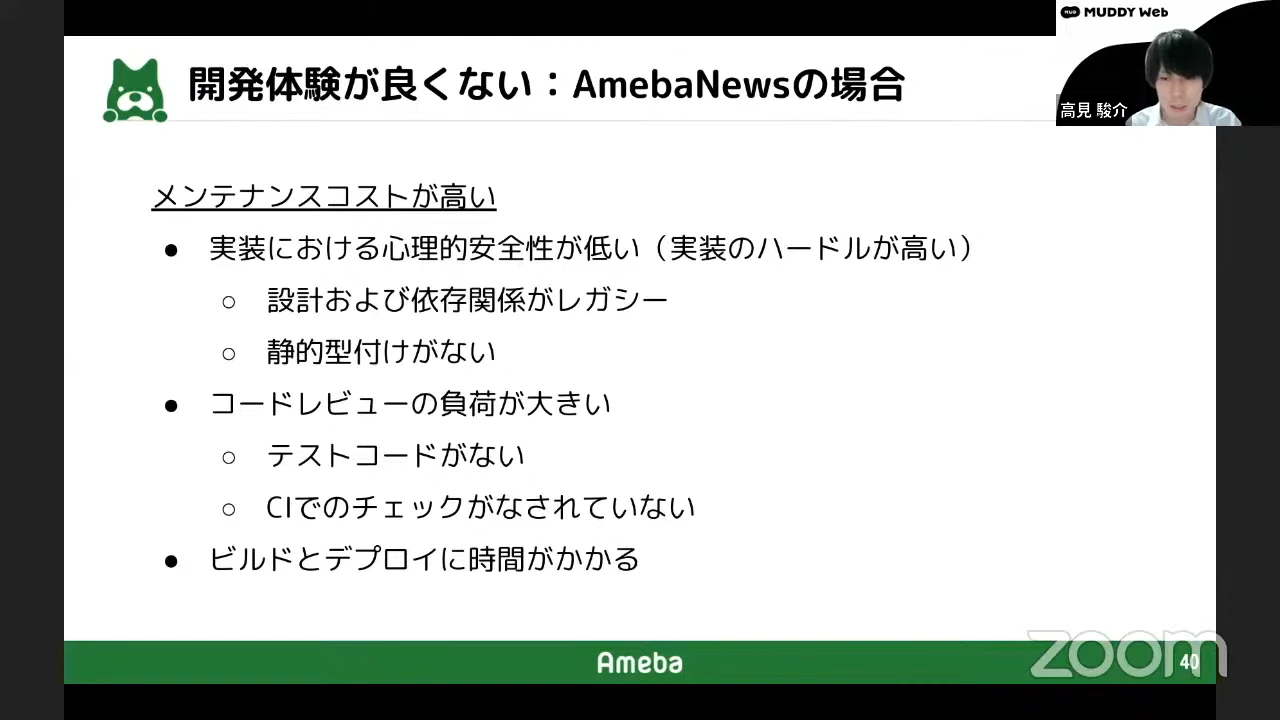 開発体験が良くない：AmebaNewsの場合
MUDDY Web
高見 駿介
メンテナンスコストが高い
● 実装における心理的安全性が低い（実装のハードルが高い）
○ 設計および依存関係がレガシー
○ 静的型付けがない
● コードレビューの負荷が大きい
○ テストコードがない
○ CIでのチェックがなされていない
● ビルドとデプロイに時間がかかる
Ameba
40
zoom